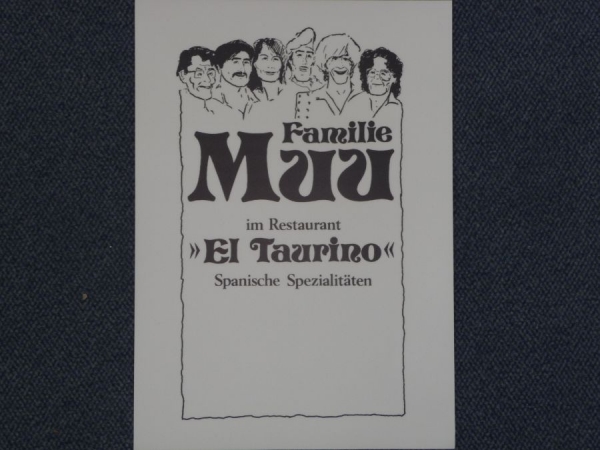 Familie
Muu
im Restaurant
»El Taurino«
Spanische Spezialitäten